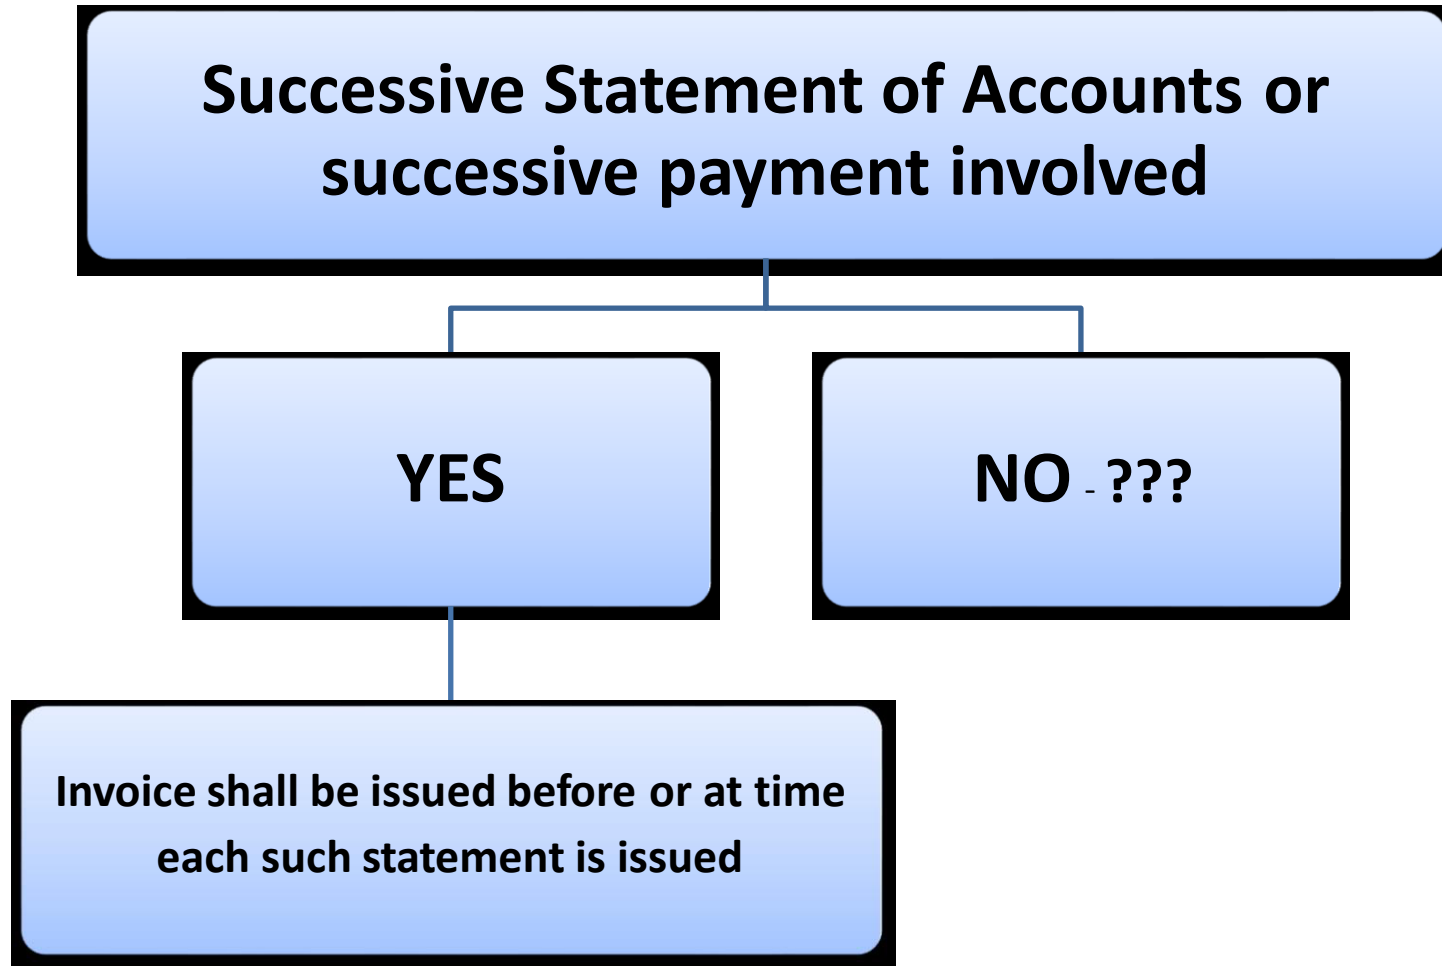 Successive Statement of Accounts or
successive payment involved
YES
NO - ???
Invoice shall be issued before or at time
each such statement is issued